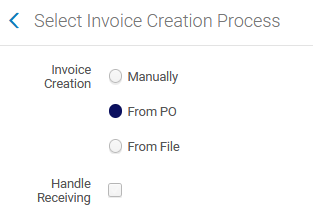 Select Invoice Creation Process
Invoice
Creation
Manually
From PO
From File
Handle
Receiving